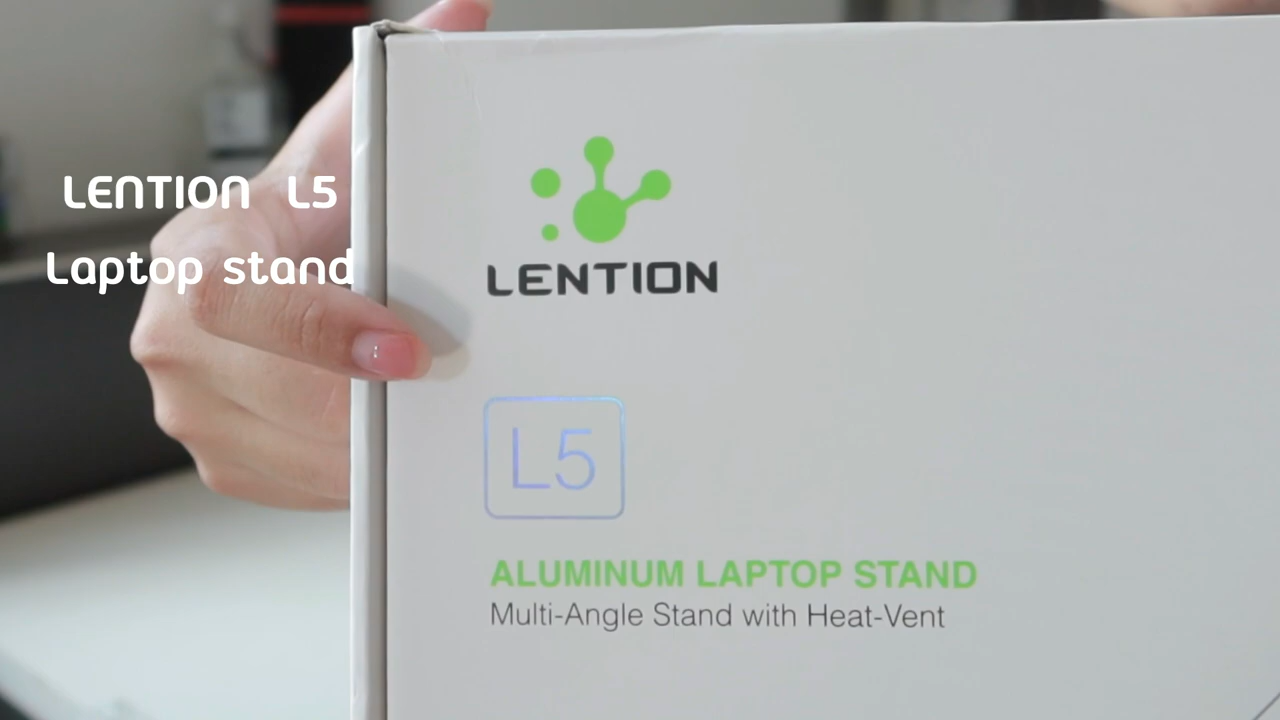 LENTION L5
Laptop stand
LENTION
L5
ALUMINUM LAPTOP STAND
Multi-Angle Stand with Heat-Vent